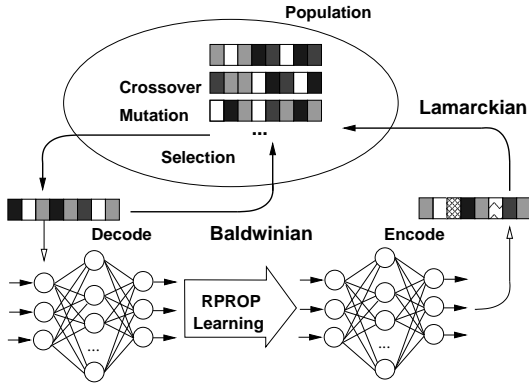 Population
Crossover
Mutation
...
Selection
Lamarckian
Decode
Baldwinian
Encode
RPROP
Learning
...
...